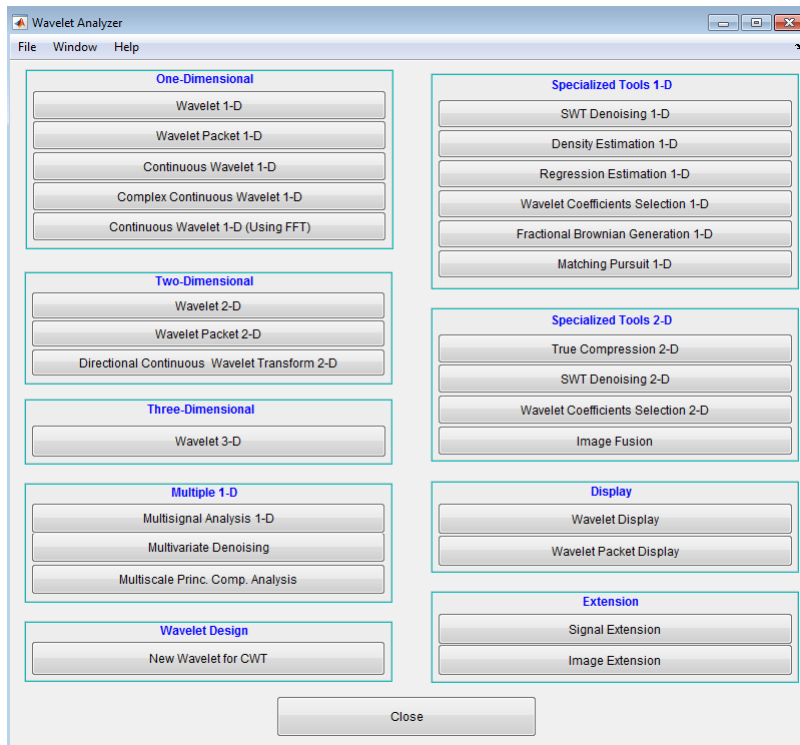 Wavelet Analyzer
File Window Help
One-Dimensional
Wavelet 1-D
Wavelet Packet 1-D
Continuous Wavelet 1-D
Complex Continuous Wavelet 1-D
Continuous Wavelet 1-D (Using FFT)
Two-Dimensional
Wavelet 2-D
Wavelet Packet 2-D
Directional Continuous Wavelet Transform 2-D
Three-Dimensional
Wavelet 3-D
Multiple 1-D
Multisignal Analysis 1-D
Multivariate Denoising
Multiscale Princ. Comp. Analysis
Wavelet Design
New Wavelet for CWT
Specialized Tools 1-D
SWT Denoising 1-D
Density Estimation 1-D
Regression Estimation 1-D
Wavelet Coefficients Selection 1-D
Fractional Brownian Generation 1-D
Matching Pursuit 1-D
Specialized Tools 2-D
True Compression 2-D
SWT Denoising 2-D
Wavelet Coefficients Selection 2-D
Image Fusion
Display
Wavelet Display
Wavelet Packet Display
Extension
Signal Extension
Image Extension
Close